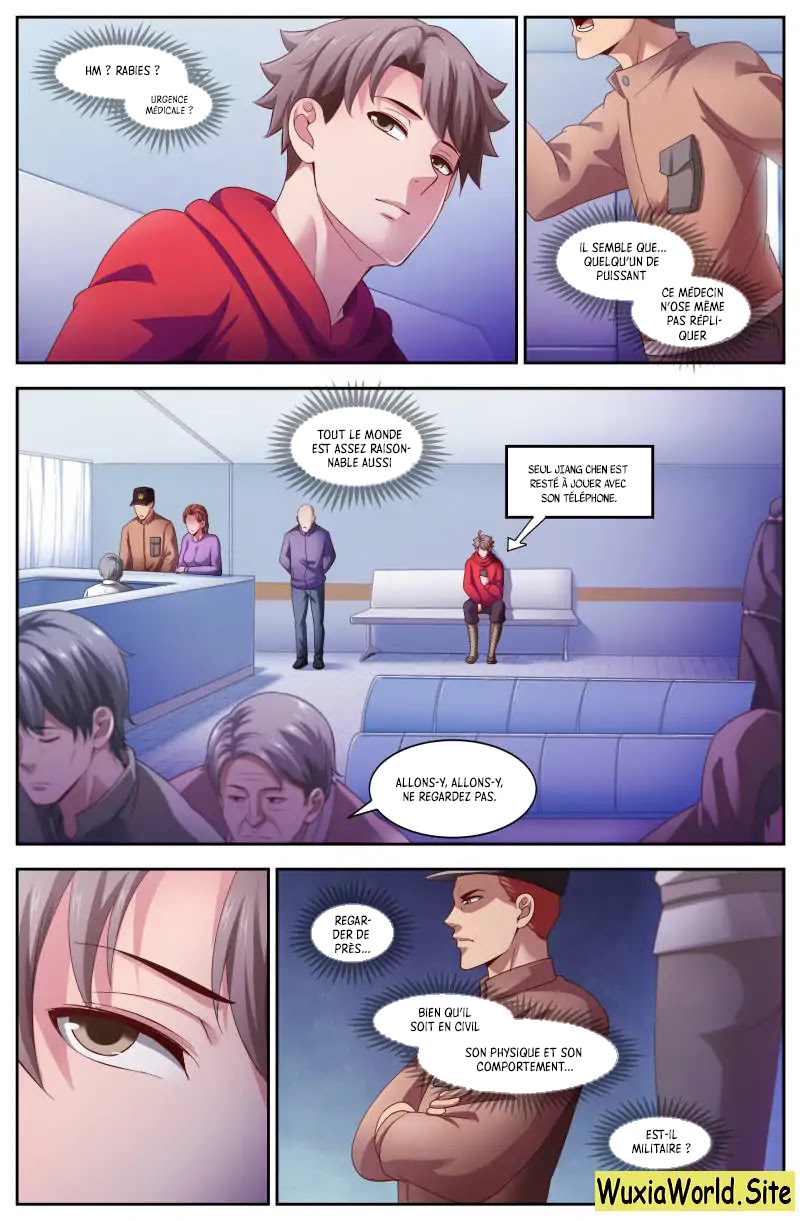 HM ? RABIES ?
URGENCE
MÉDICALE ?
IL SEMBLE QUE...
QUELQU'UN DE
PUISSANT
CE MÉDECIN
N'OSE MÊME
PAS RÉPLI-
QUER
TOUT LE MONDE
EST ASSEZ RAISON-
NABLE AUSSI
SEUL JIANG CHEN EST
RESTÉ À JOUER AVEC
SON TÉLÉPHONE.
ALLONS-Y, ALLONS-Y,
NE REGARDEZ PAS.
REGAR-
DER DE
PRÈS...
BIEN QU'IL
SOIT EN CIVIL
SON PHYSIQUE ET SON
COMPORTEMENT...
EST-IL
MILITAIRE ?
WuxiaWorld.Site